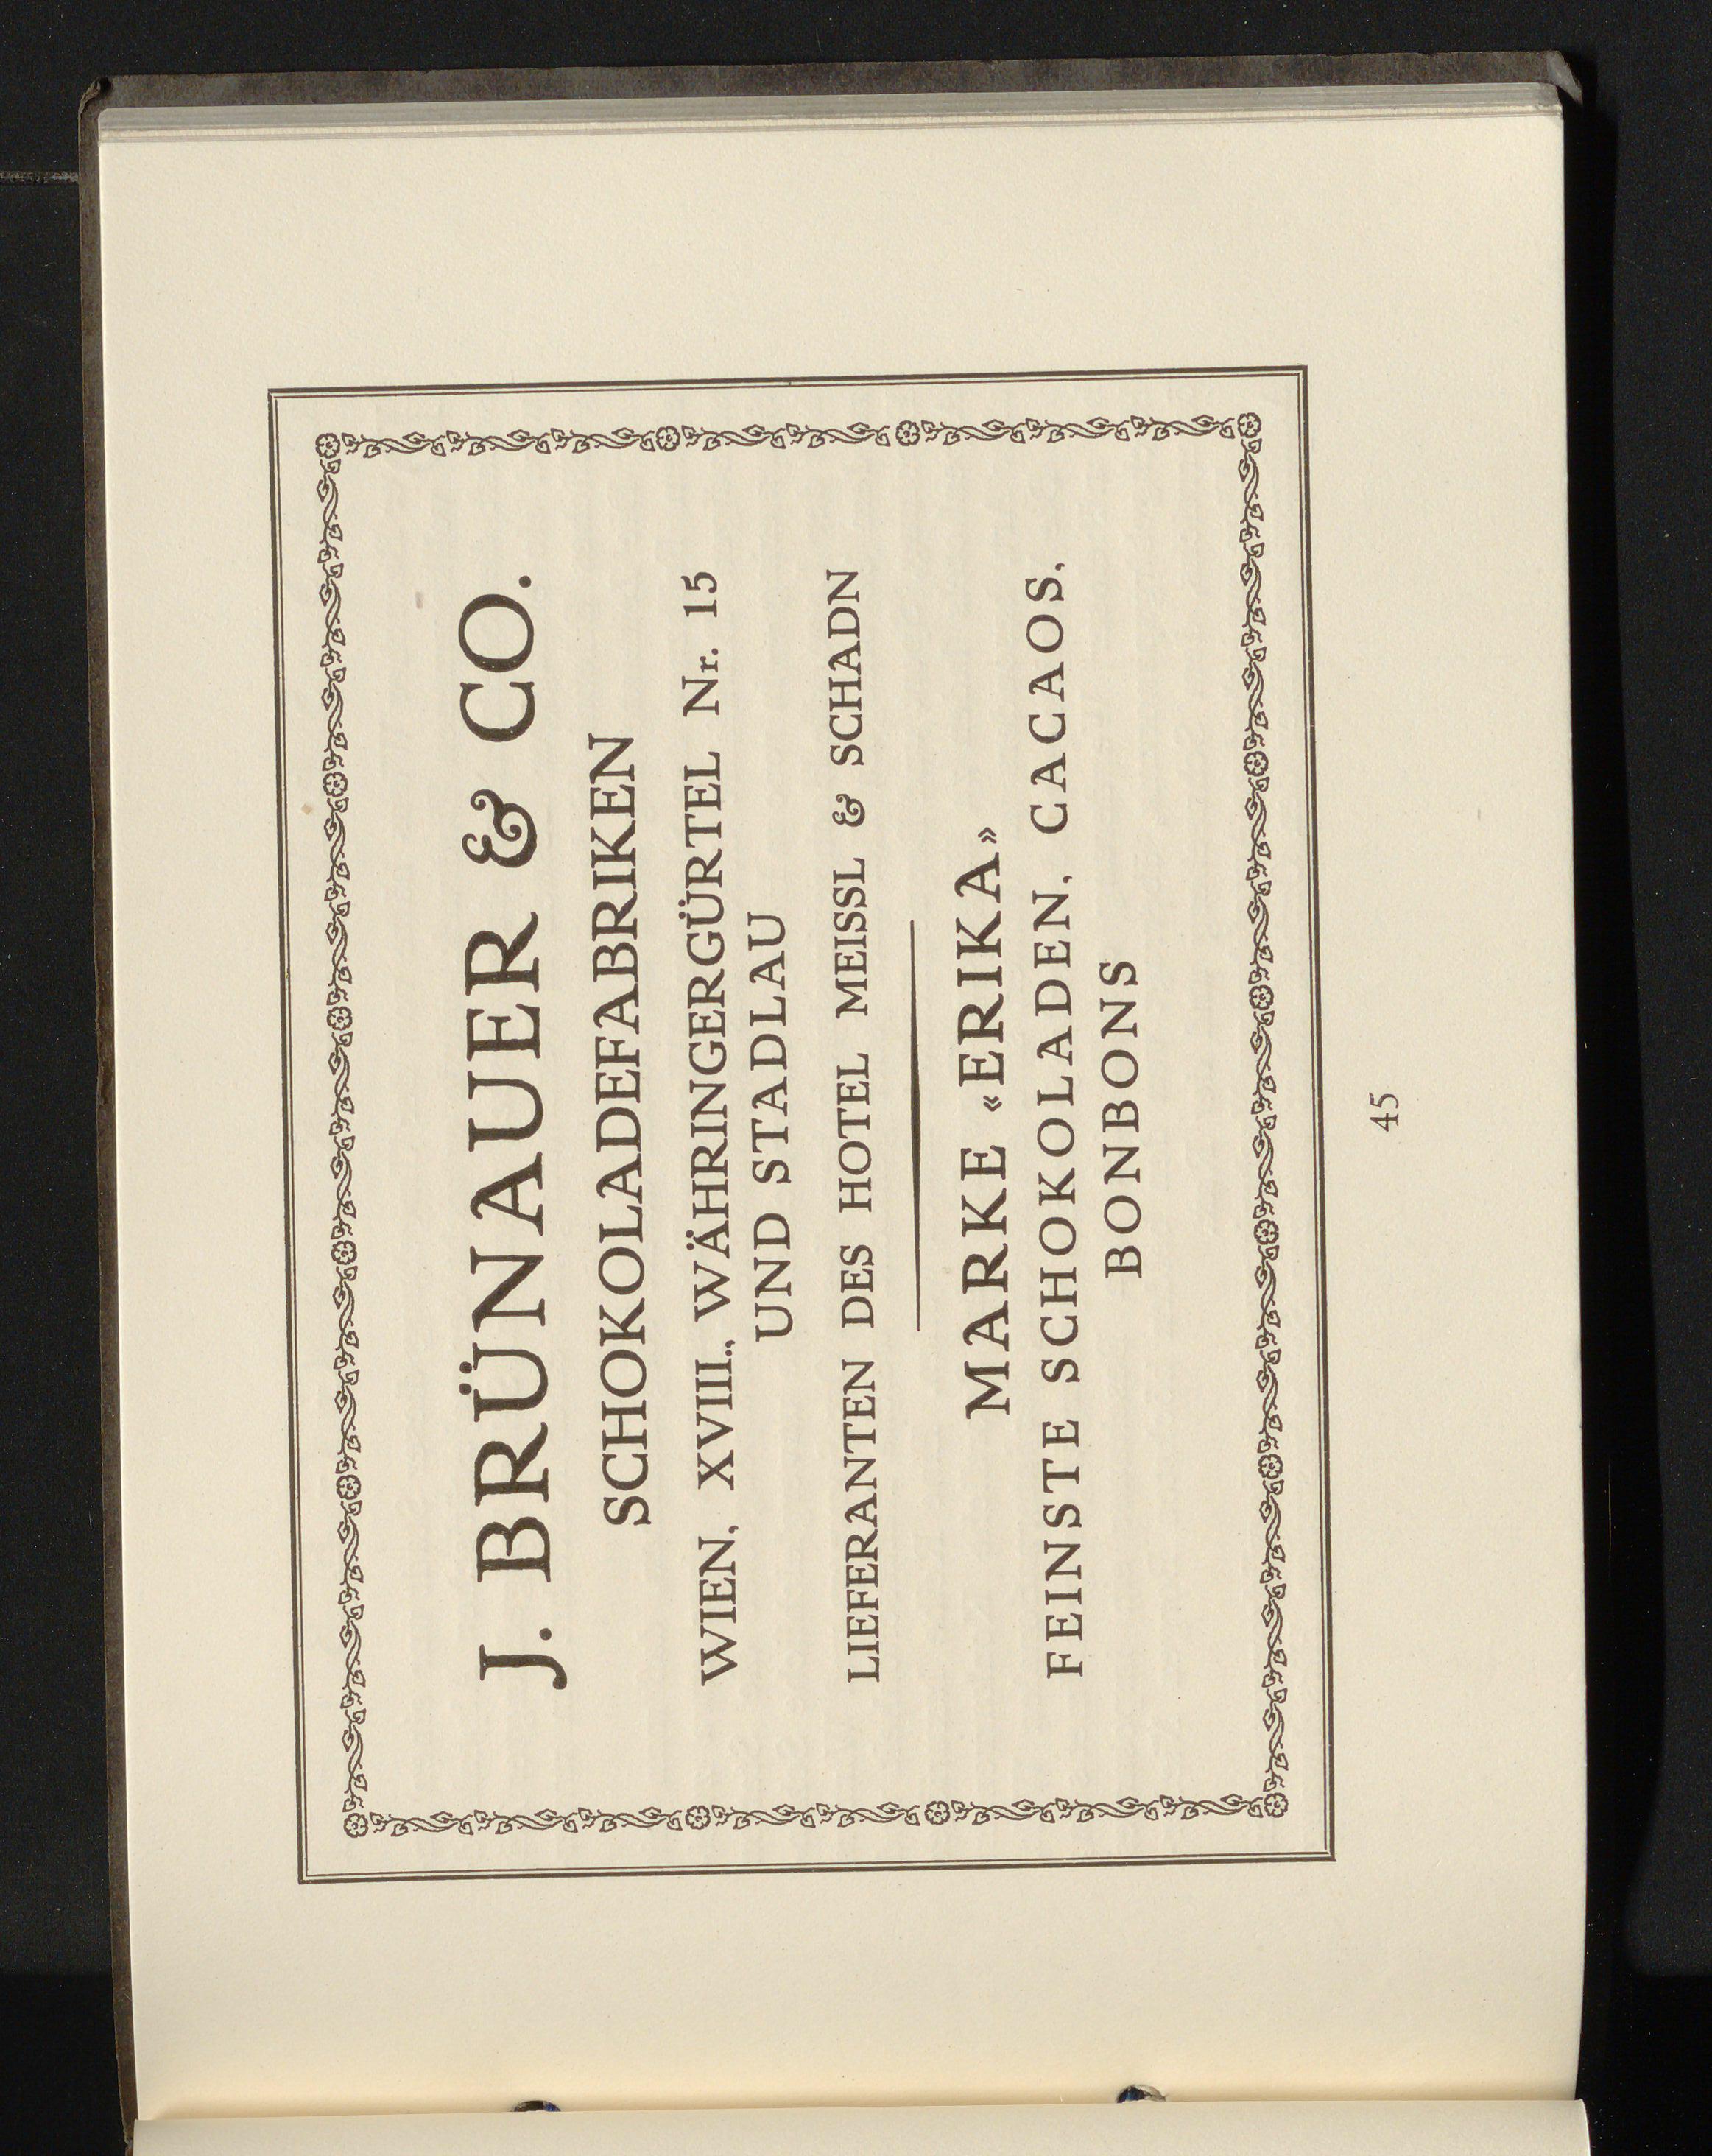 J. BRÜNAUER & CO.
SCHOKOLADEFABRIKEN
WIEN, XVIII., WÄHRINGERGÜRTEL Nr. 15
UND STADLAU
LIEFERANTEN DES HOTEL MEISSL & SCHADN
MARKE «ERIKA»
FEINSTE SCHOKOLADEN, CACAOS,
BONBONS
45